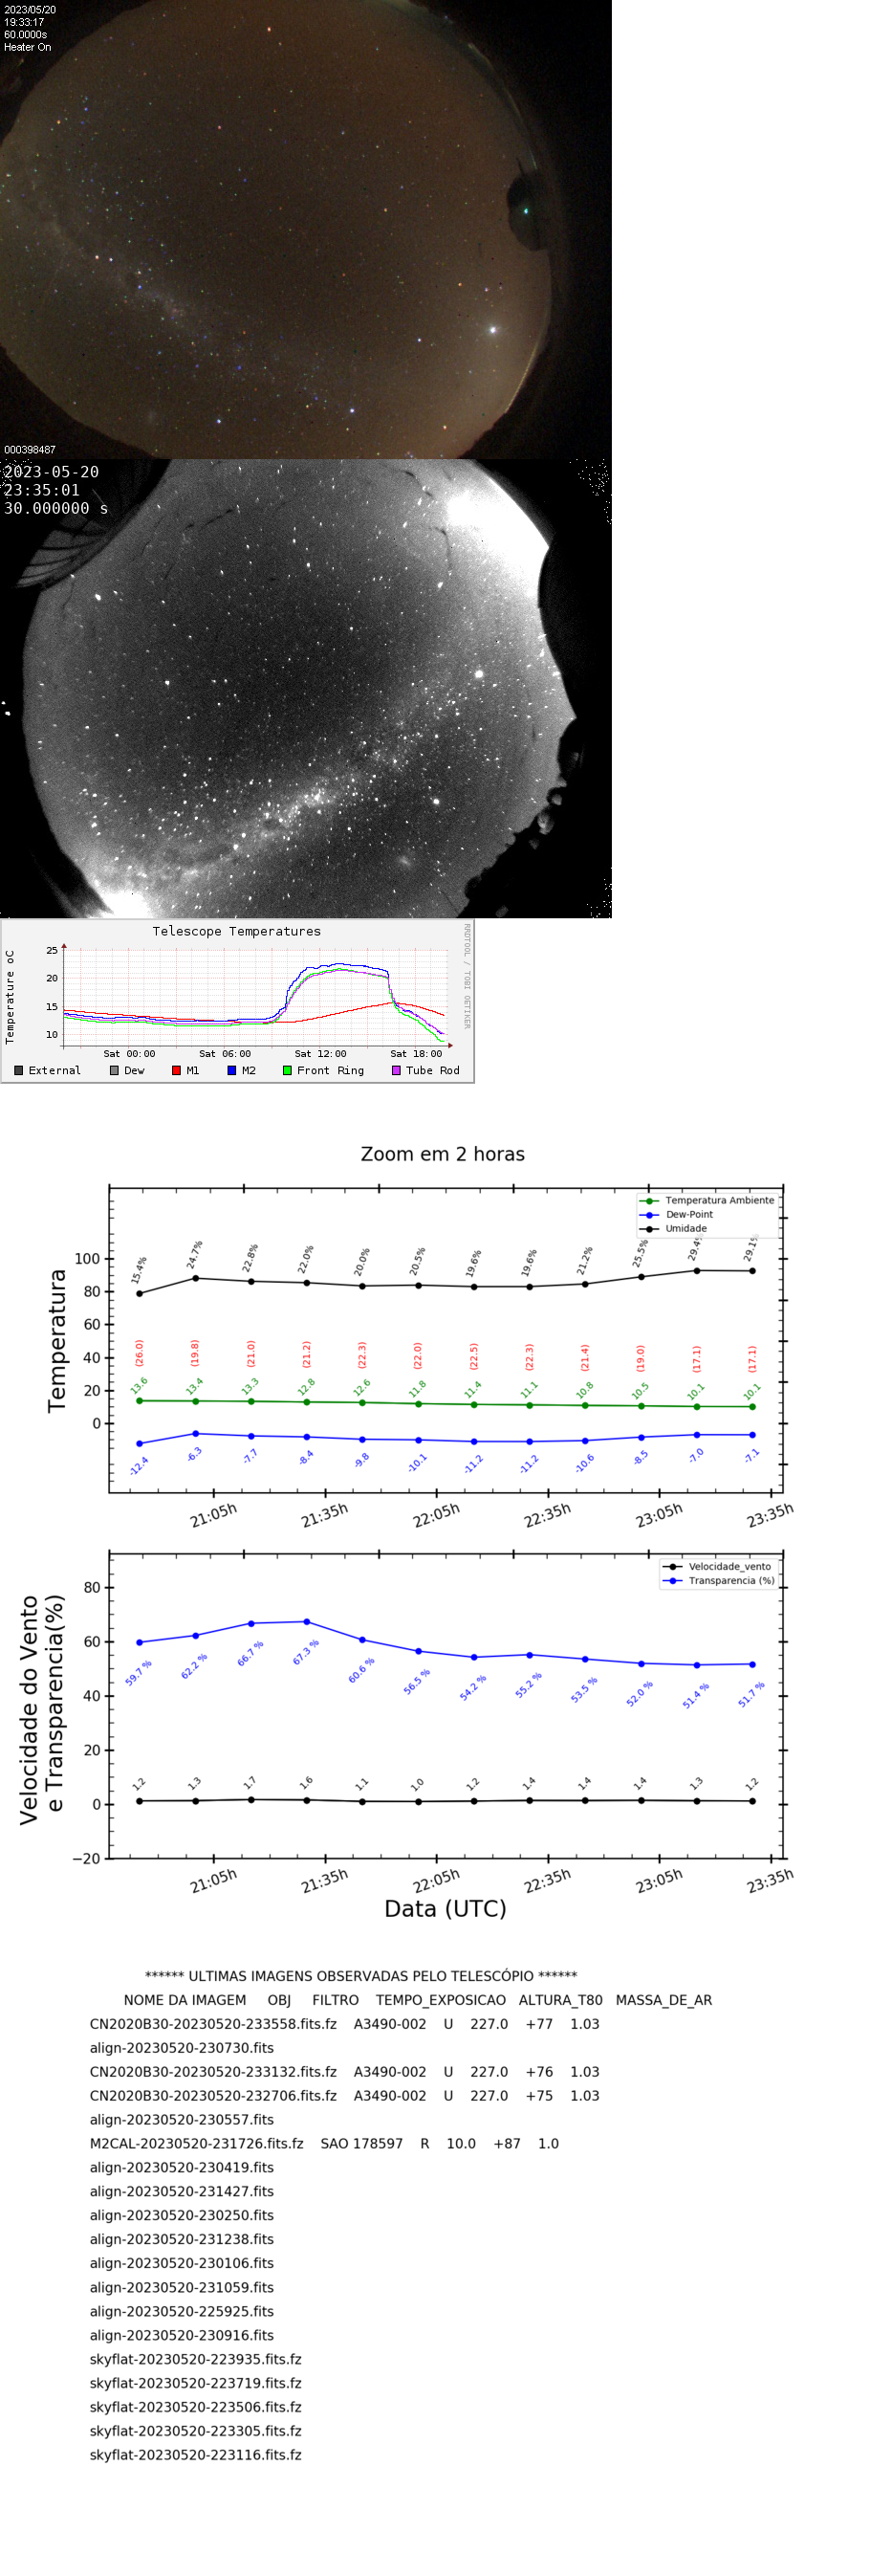 2023/05/20
19:33:17
60.0000s
Heater On
000398487
2023-05-20
23:35:01
30.000000 s
Telescope Temperatures
RRDTOOL / TOBI OETIKER
Temperature oC
25
20
15
10
Sat 00:00 Sat 06:00 Sat 12:00 Sat 18:00
External Dew M1 M2 Front Ring Tube Rod
Zoom em 2 horas
Temperatura Ambiente
Dew-Point
Umidade
Temperatura
100
80
60
40
20
0
15.4% 24.7% 22.8% 22.0% 20.0% 20.5% 19.6% 19.6% 21.2% 25.5% 29.4% 29.1%
(26.0) (19.8) (21.0) (21.2) (22.3) (22.0) (22.5) (22.3) (21.4) (19.0) (17.1) (17.1)
13.6 13.4 13.3 12.8 12.6 11.8 11.4 11.1 10.8 10.5 10.1 10.1
-12.4 -6.3 -7.7 -8.4 -9.8 -10.1 -11.2 -11.2 -10.6 -8.5 -7.0 -7.1
21:05h 21:35h 22:05h 22:35h 23:05h 23:35h
Velocidade_vento
Transparencia (%)
Velocidade do Vento
e Transparencia(%)
80
60
40
20
0
−20
59.7 % 62.2 % 66.7 % 67.3 % 60.6 % 56.5 % 54.2 % 55.2 % 53.5 % 52.0 % 51.4 % 51.7 %
1.2 1.3 1.7 1.6 1.1 1.0 1.2 1.4 1.4 1.4 1.3 1.2
21:05h 21:35h 22:05h 22:35h 23:05h 23:35h
Data (UTC)
****** ULTIMAS IMAGENS OBSERVADAS PELO TELESCÓPIO ******
NOME DA IMAGEM OBJ FILTRO TEMPO_EXPOSICAO ALTURA_T80 MASSA_DE_AR
CN2020B30-20230520-233558.fits.fz A3490-002 U 227.0 +77 1.03
align-20230520-230730.fits
CN2020B30-20230520-233132.fits.fz A3490-002 U 227.0 +76 1.03
CN2020B30-20230520-232706.fits.fz A3490-002 U 227.0 +75 1.03
align-20230520-230557.fits
M2CAL-20230520-231726.fits.fz SAO 178597 R 10.0 +87 1.0
align-20230520-230419.fits
align-20230520-231427.fits
align-20230520-230250.fits
align-20230520-231238.fits
align-20230520-230106.fits
align-20230520-231059.fits
align-20230520-225925.fits
align-20230520-230916.fits
skyflat-20230520-223935.fits.fz
skyflat-20230520-223719.fits.fz
skyflat-20230520-223506.fits.fz
skyflat-20230520-223305.fits.fz
skyflat-20230520-223116.fits.fz